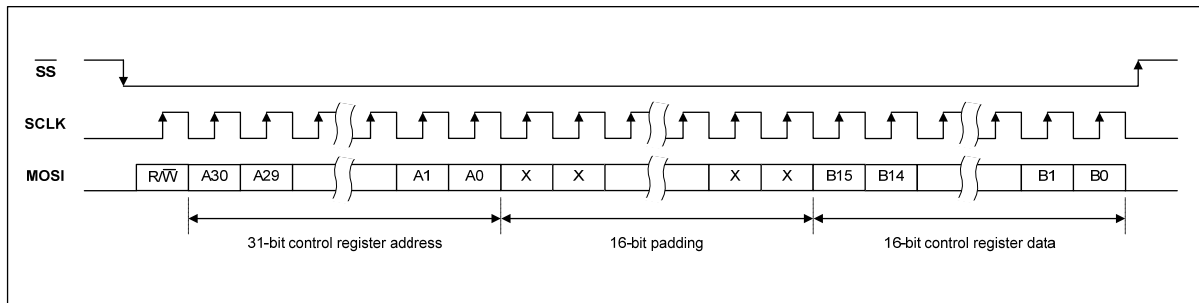 SS
SCLK
MOSI R/W A30 A29 A1 A0 X X X X B15 B14 B1 B0
31-bit control register address 16-bit padding 16-bit control register data